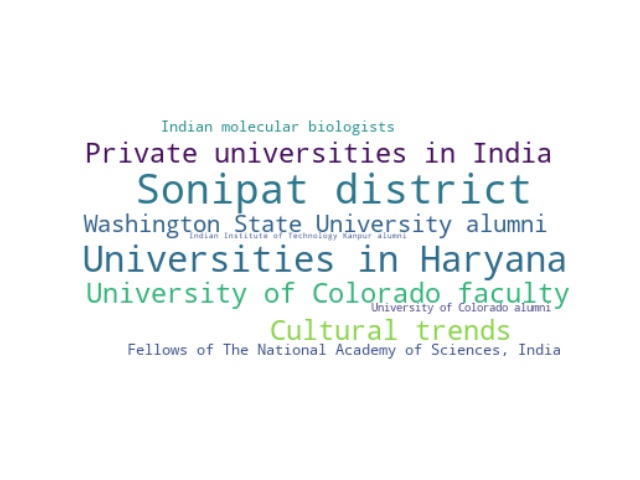 Indian molecular biologists
Private universities in India
Sonipat district
Washington State University alumni
Indian Institute of Technology Kanpur alumni
Universities in Haryana
University of Colorado faculty
University of Colorado alumni
Cultural trends
Fellows of The National Academy of Sciences, India